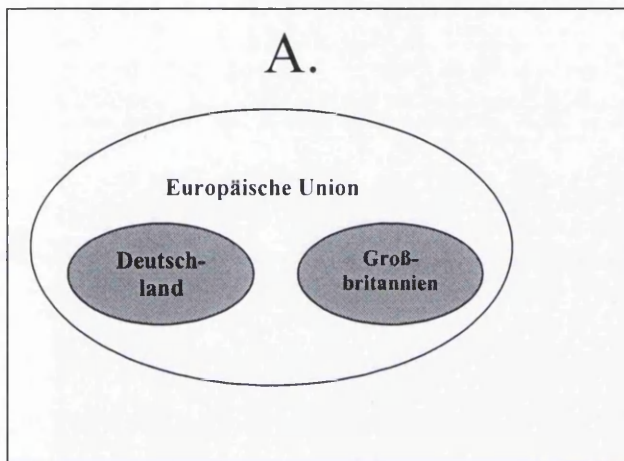 A.
Europäische Union
Deutsch-
land
Groß-
britannien